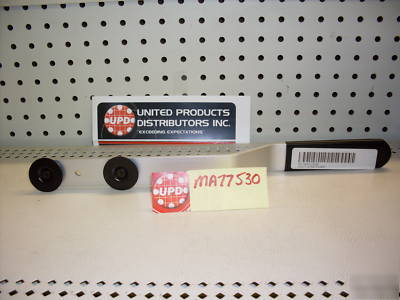 UPD
UNITED PRODUCTS
DISTRIBUTORS INC.
"EXCEEDING EXPECTATIONS"
UPD
MA77530